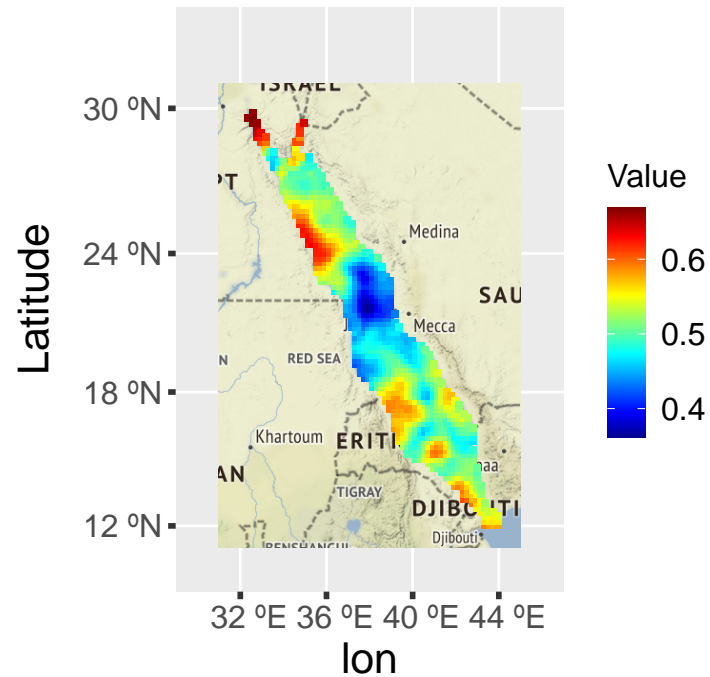 ISRAEL
30 ºN
PT
Medina
Value
24 ºN
0.6
SAU
Latitude
Mecca
0.5
RED SEA
N
18 ºN
0.4
Khartoum
ERITI
AN
naa
TIGRAY
DJIBOUTI
12 ºN
Djibouti
BENSHANGUL
32 ºE 36 ºE 40 ºE 44 ºE
lon